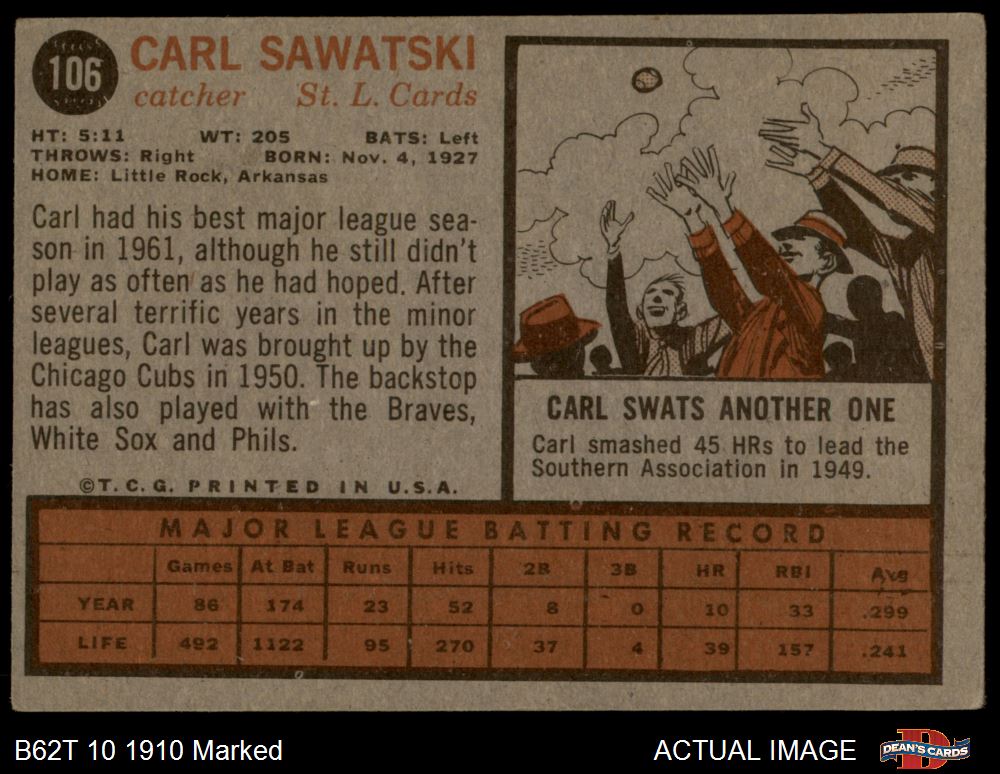 106
CARL SAWATSKI
catcher St. L. Cards
HT: 5:11 WT: 205 BATS: Left
THROWS: Right BORN: Nov. 4, 1927
HOME: Little Rock, Arkansas
Carl had his best major league sea-
son in 1961, although he still didn't
play as often as he had hoped. After
several terrific years in the minor
leagues, Carl was brought up by the
Chicago Cubs in 1950. The backstop
has also played with the Braves,
White Sox and Phils.
©T.C.G. PRINTED IN U.S.A.
CARL SWATS ANOTHER ONE
Carl smashed 45 HRs to lead the
Southern Association in 1949.
MAJOR LEAGUE BATTING RECORD
Games At Bat Runs Hits 2B 3B HR RBI Avg
YEAR 86 174 23 52 8 0 10 33 .299
LIFE 492 1122 95 270 37 4 39 157 .241
B62T 10 1910 Marked
ACTUAL IMAGE
DEAN'S CARDS